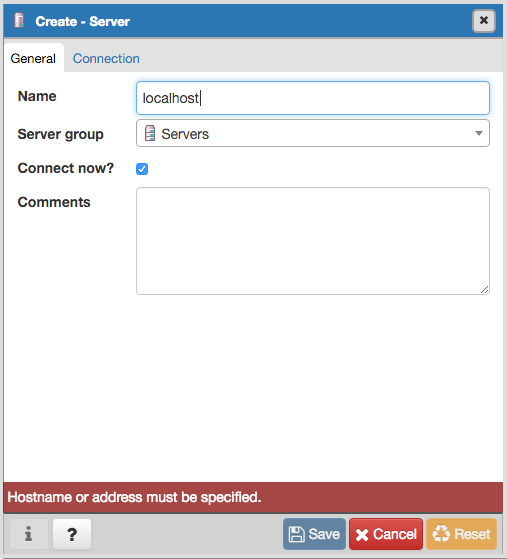 Create - Server
General Connection
Name localhost
Server group Servers
Connect now?
Comments
Hostname or address must be specified.
i ? Save Cancel Reset